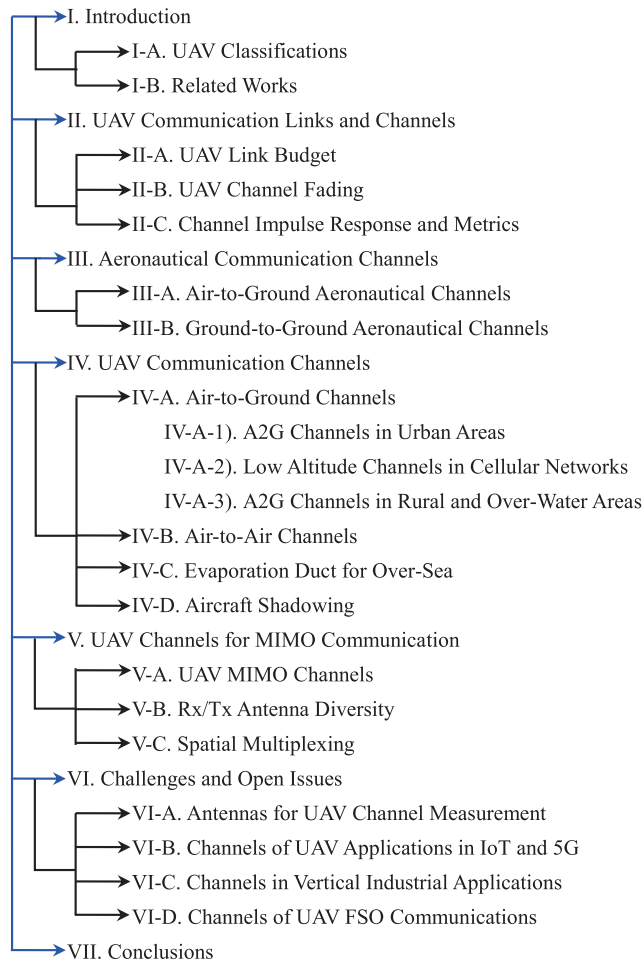 I. Introduction
I-A. UAV Classifications
I-B. Related Works
II. UAV Communication Links and Channels
II-A. UAV Link Budget
II-B. UAV Channel Fading
II-C. Channel Impulse Response and Metrics
III. Aeronautical Communication Channels
III-A. Air-to-Ground Aeronautical Channels
III-B. Ground-to-Ground Aeronautical Channels
IV. UAV Communication Channels
IV-A. Air-to-Ground Channels
IV-A-1). A2G Channels in Urban Areas
IV-A-2). Low Altitude Channels in Cellular Networks
IV-A-3). A2G Channels in Rural and Over-Water Areas
IV-B. Air-to-Air Channels
IV-C. Evaporation Duct for Over-Sea
IV-D. Aircraft Shadowing
V. UAV Channels for MIMO Communication
V-A. UAV MIMO Channels
V-B. Rx/Tx Antenna Diversity
V-C. Spatial Multiplexing
VI. Challenges and Open Issues
VI-A. Antennas for UAV Channel Measurement
VI-B. Channels of UAV Applications in IoT and 5G
VI-C. Channels in Vertical Industrial Applications
VI-D. Channels of UAV FSO Communications
VII. Conclusions